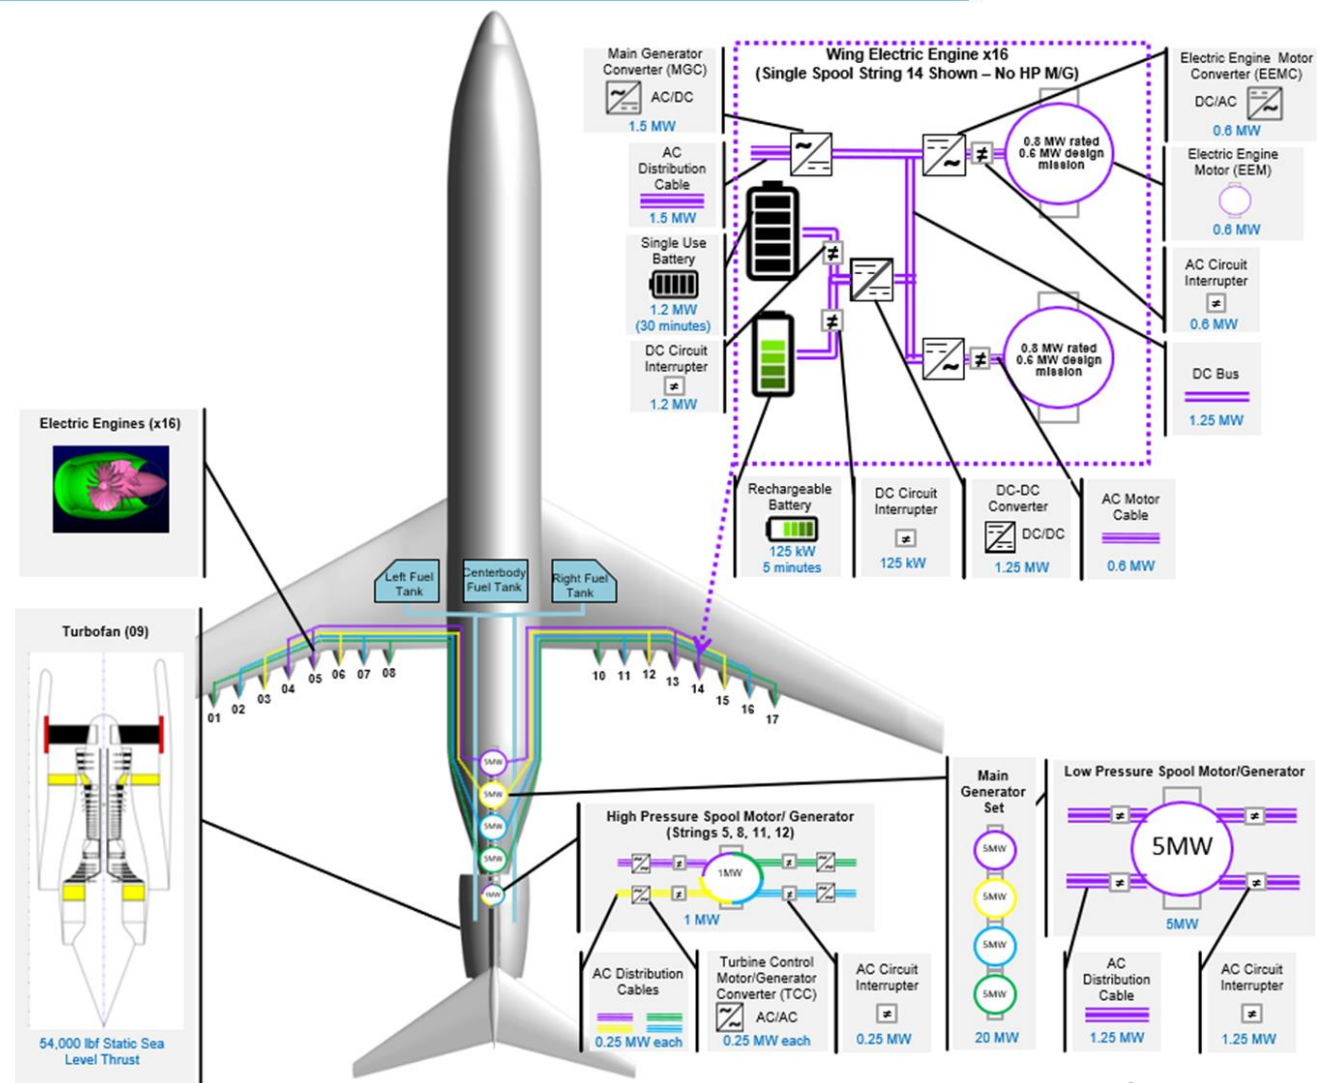 Wing Electric Engine x16
(Single Spool String 14 Shown – No HP M/G)
Main Generator
Converter (MGC)
AC/DC
1.5 MW
AC
Distribution
Cable
1.5 MW
Single Use
Battery
1.2 MW
(30 minutes)
DC Circuit
Interrupter
≠
1.2 MW
0.8 MW rated
0.6 MW design
mission
≠
≠
≠
≠
0.8 MW rated
0.6 MW design
mission
Electric Engine Motor
Converter (EEMC)
DC/AC
0.6 MW
Electric Engine
Motor (EEM)
0.6 MW
AC Circuit
Interrupter
≠
0.6 MW
DC Bus
1.25 MW
Rechargeable
Battery
125 kW
5 minutes
DC Circuit
Interrupter
≠
125 kW
DC-DC
Converter
DC/DC
1.25 MW
AC Motor
Cable
0.6 MW
Electric Engines (x16)
Left Fuel
Tank
Centerbody
Fuel Tank
Right Fuel
Tank
01
02
03
04
05
06
07
08
10
11
12
13
14
15
16
17
5MW
5MW
5MW
5MW
1MW
Turbofan (09)
54,000 lbf Static Sea
Level Thrust
High Pressure Spool Motor/ Generator
(Strings 5, 8, 11, 12)
≠
≠
1MW
≠
≠
1 MW
AC Distribution
Cables
0.25 MW each
Turbine Control
Motor/Generator
Converter (TCC)
AC/AC
0.25 MW each
AC Circuit
Interrupter
≠
0.25 MW
Main
Generator
Set
5MW
5MW
5MW
5MW
20 MW
Low Pressure Spool Motor/Generator
≠
≠
5MW
≠
≠
5MW
AC
Distribution
Cable
1.25 MW
AC Circuit
Interrupter
≠
1.25 MW